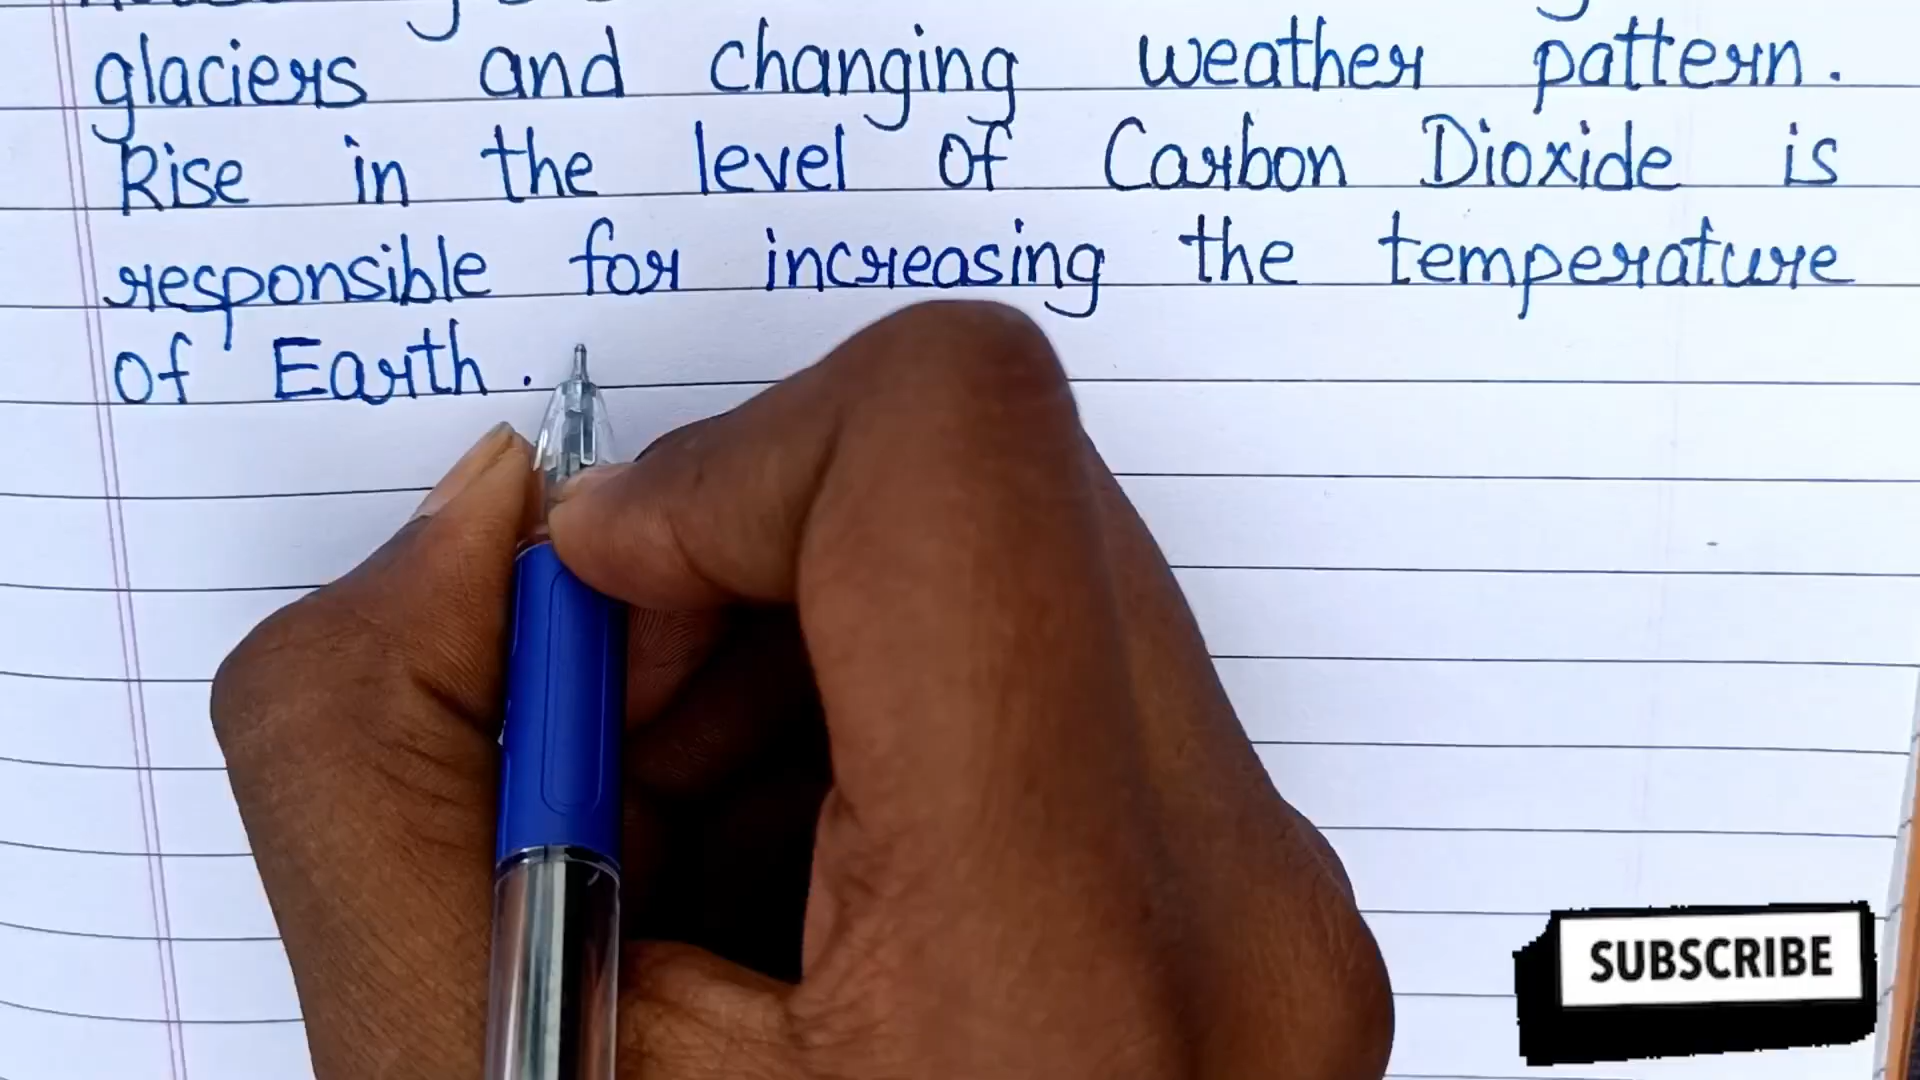 glaciers and changing weather pattern.
Rise in the level of Carbon Dioxide is
responsible for increasing the temperature
of Earth.
SUBSCRIBE